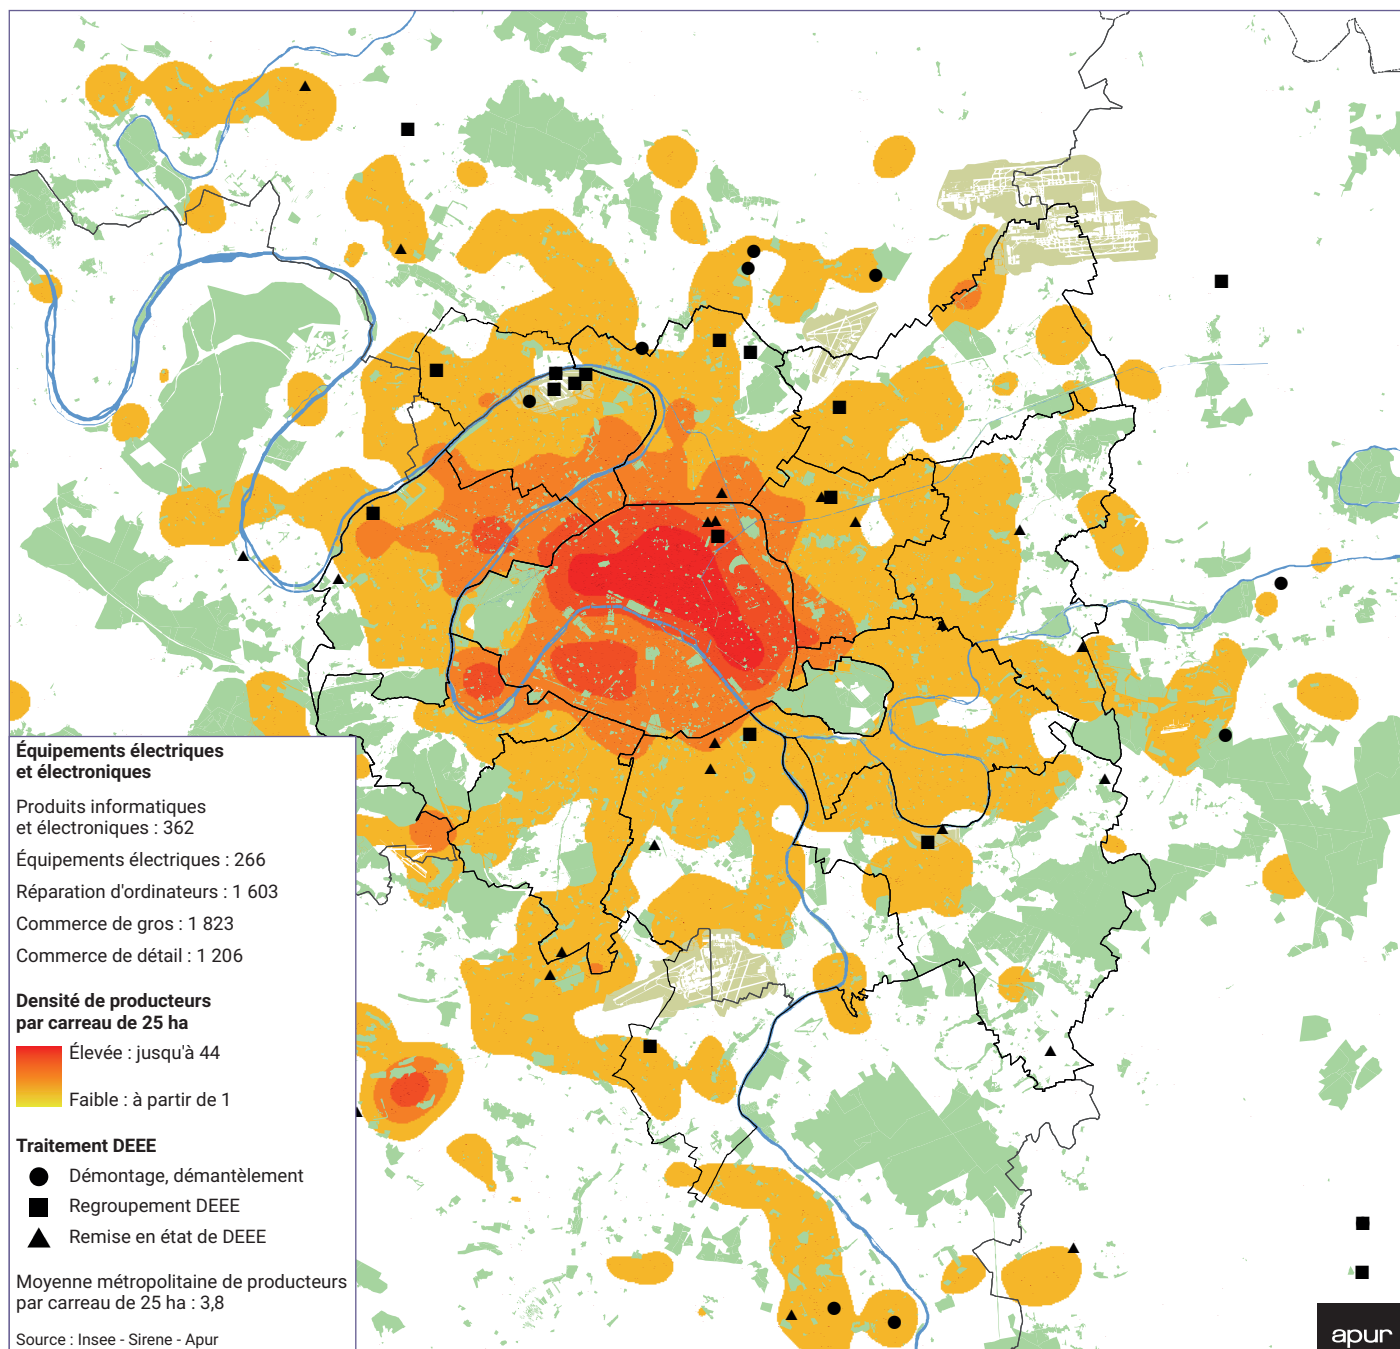 Équipements électriques
et électroniques
Produits informatiques
et électroniques : 362
Équipements électriques : 266
Réparation d'ordinateurs : 1 603
Commerce de gros : 1 823
Commerce de détail : 1 206
Densité de producteurs
par carreau de 25 ha
Élevée : jusqu'à 44
Faible : à partir de 1
Traitement DEEE
Démontage, démantèlement
Regroupement DEEE
Remise en état de DEEE
Moyenne métropolitaine de producteurs
par carreau de 25 ha : 3,8
Source : Insee - Sirene - Apur
apur